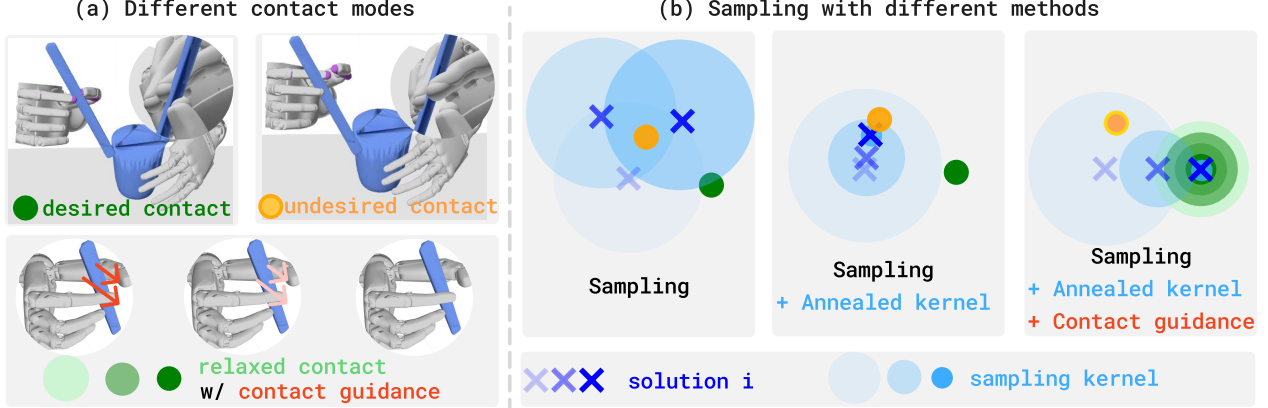 (a) Different contact modes
desired contact
undesired contact
relaxed contact
w/ contact guidance
(b) Sampling with different methods
Sampling
Sampling
+ Annealed kernel
Sampling
+ Annealed kernel
+ Contact guidance
solution i
sampling kernel